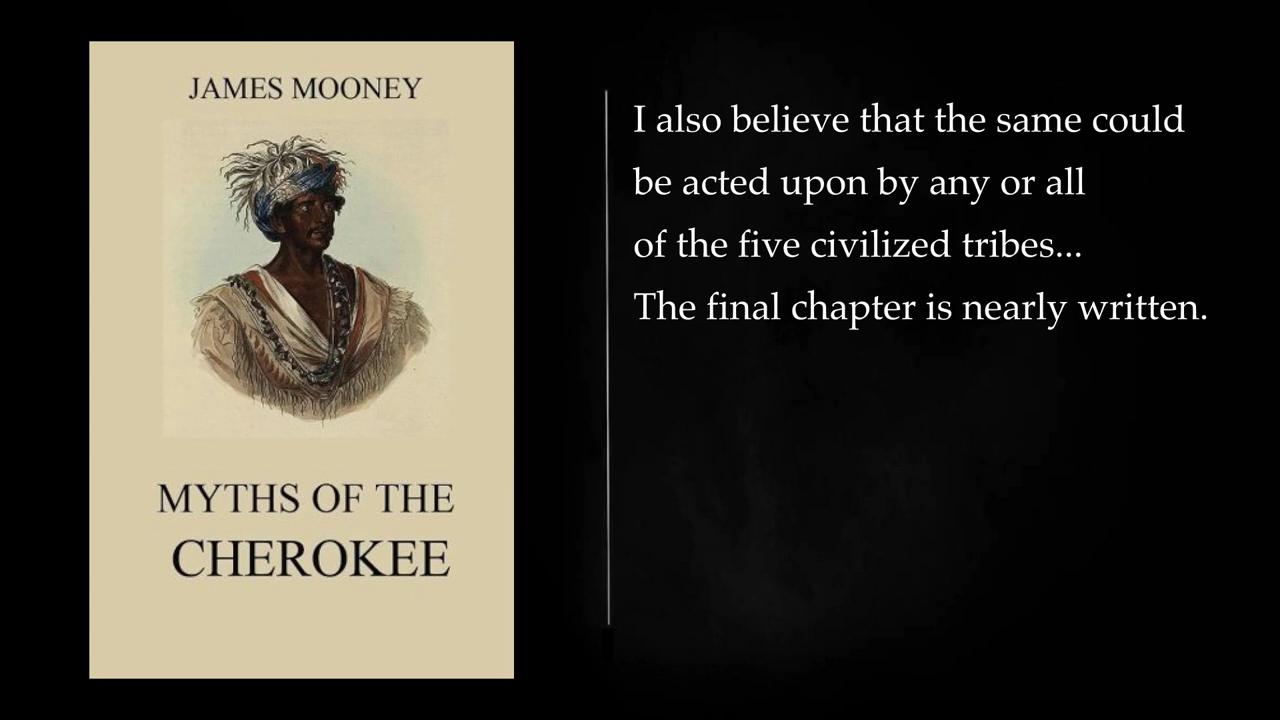 JAMES MOONEY
MYTHS OF THE
CHEROKEE
I also believe that the same could
be acted upon by any or all
of the five civilized tribes...
The final chapter is nearly written.